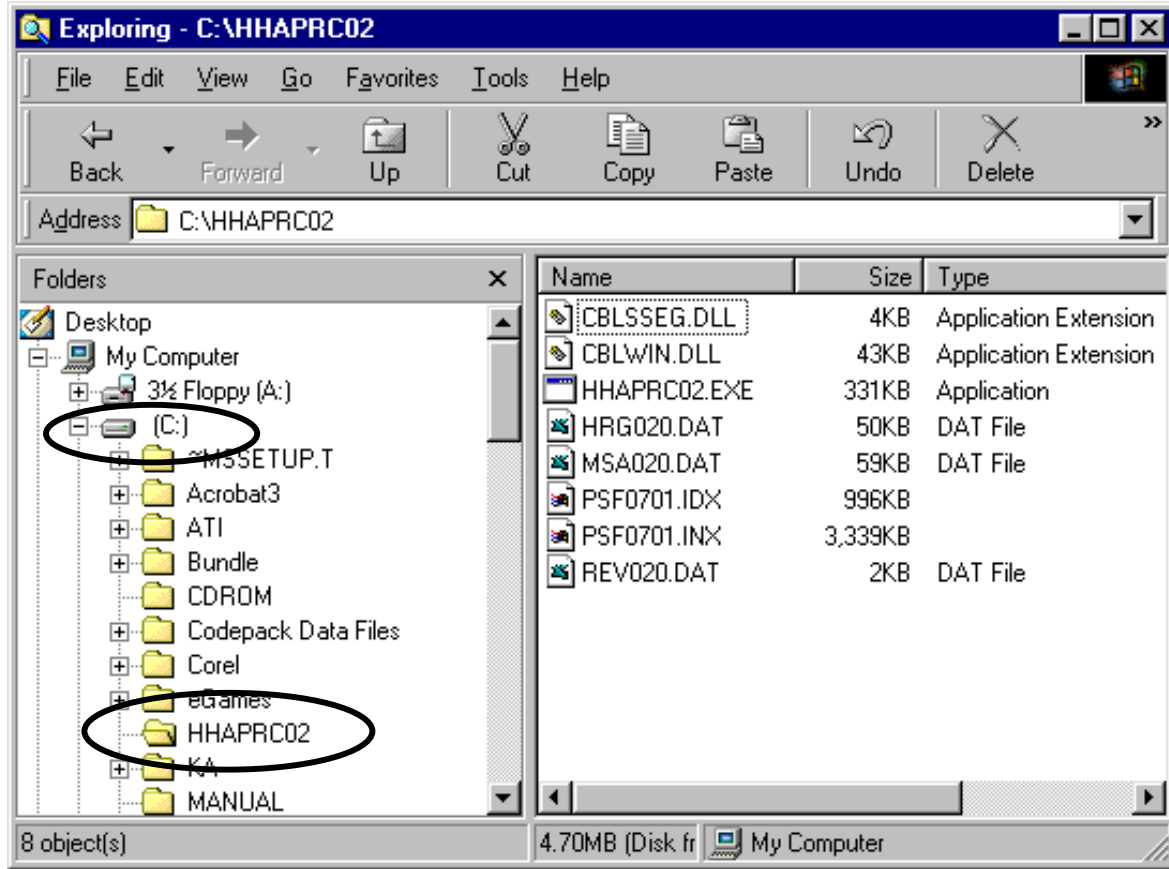 Exploring - C:\HHAPRC02
File Edit View Go Favorites Tools Help
Back Forward Up Cut Copy Paste Undo Delete »
Address C:\HHAPRC02
Folders
Desktop
My Computer
3½ Floppy (A:)
(C:)
~MSSETUP.T
Acrobat3
ATI
Bundle
CDROM
Codepack Data Files
Corel
eGames
HHAPRC02
KA
MANUAL
Name Size Type
CBLSSEG.DLL 4KB Application Extension
CBLWIN.DLL 43KB Application Extension
HHAPRC02.EXE 331KB Application
HRG020.DAT 50KB DAT File
MSA020.DAT 59KB DAT File
PSF0701.IDX 996KB
PSF0701.INX 3,339KB
REV020.DAT 2KB DAT File
8 object(s) 4.70MB (Disk fr My Computer